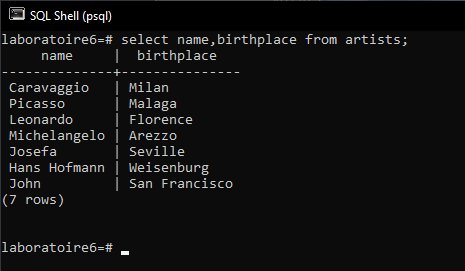 SQL Shell (psql)
laboratoire6=# select name,birthplace from artists;
     name     |  birthplace
--------------+---------------
 Caravaggio   | Milan
 Picasso      | Malaga
 Leonardo     | Florence
 Michelangelo | Arezzo
 Josefa       | Seville
 Hans Hofmann | Weisenburg
 John         | San Francisco
(7 rows)
laboratoire6=#